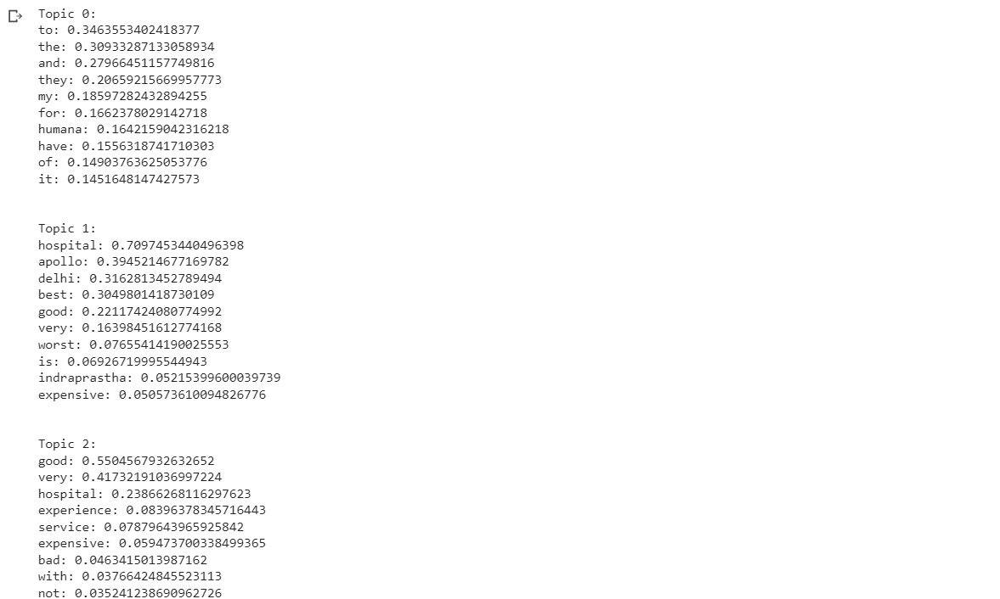 Topic 0:
to: 0.3463553402418377
the: 0.30933287133058934
and: 0.27966451157749816
they: 0.20659215669957773
my: 0.18597282432894255
for: 0.1662378029142718
humana: 0.1642159042316218
have: 0.1556318741710303
of: 0.14903763625053776
it: 0.1451648147427573
Topic 1:
hospital: 0.7097453440496398
apollo: 0.3945214677169782
delhi: 0.3162813452789494
best: 0.3049801418730109
good: 0.22117424080774992
very: 0.16398451612774168
worst: 0.07655414190025553
is: 0.06926719995544943
indraprastha: 0.05215399600039739
expensive: 0.050573610094826776
Topic 2:
good: 0.5504567932632652
very: 0.41732191036997224
hospital: 0.23866268116297623
experience: 0.08396378345716443
service: 0.07879643965925842
expensive: 0.059473700338499365
bad: 0.0463415013987162
with: 0.03766424845523113
not: 0.035241238690962726